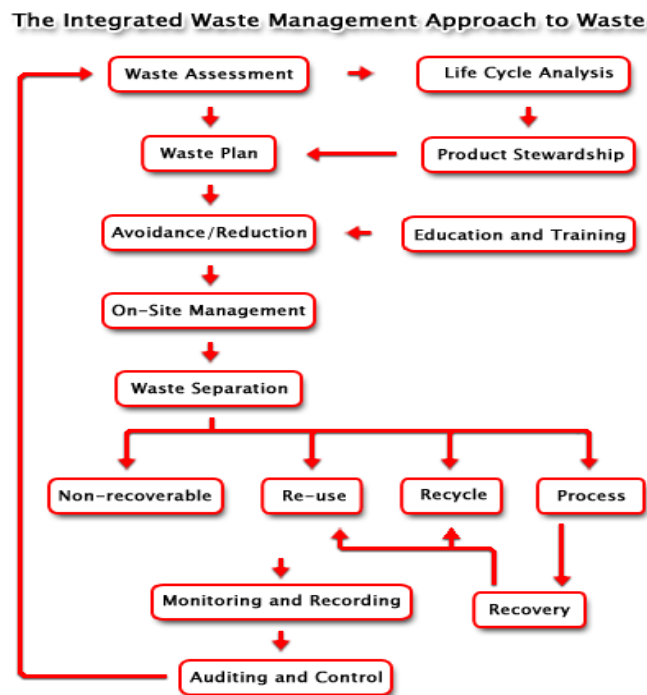 The Integrated Waste Management Approach to Waste
Waste Assessment
Life Cycle Analysis
Waste Plan
Product Stewardship
Avoidance/Reduction
Education and Training
On-Site Management
Waste Separation
Non-recoverable
Re-use
Recycle
Process
Monitoring and Recording
Recovery
Auditing and Control